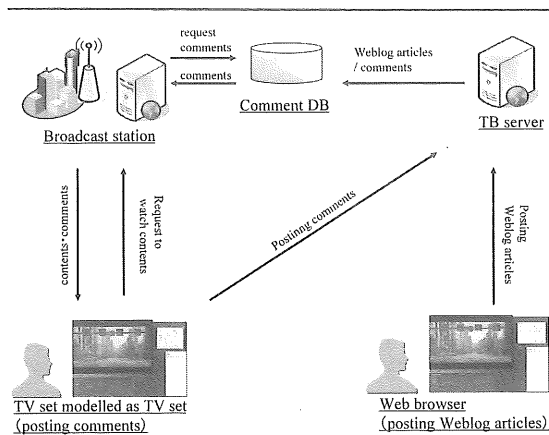 request
comments
comments
Weblog articles
/ comments
Comment DB
TB server
Broadcast station
contents・comments
Request to
watch contents
Postinng comments
Posting
Weblog articles
TV set modelled as TV set
(posting comments)
Web browser
(posting Weblog articles)